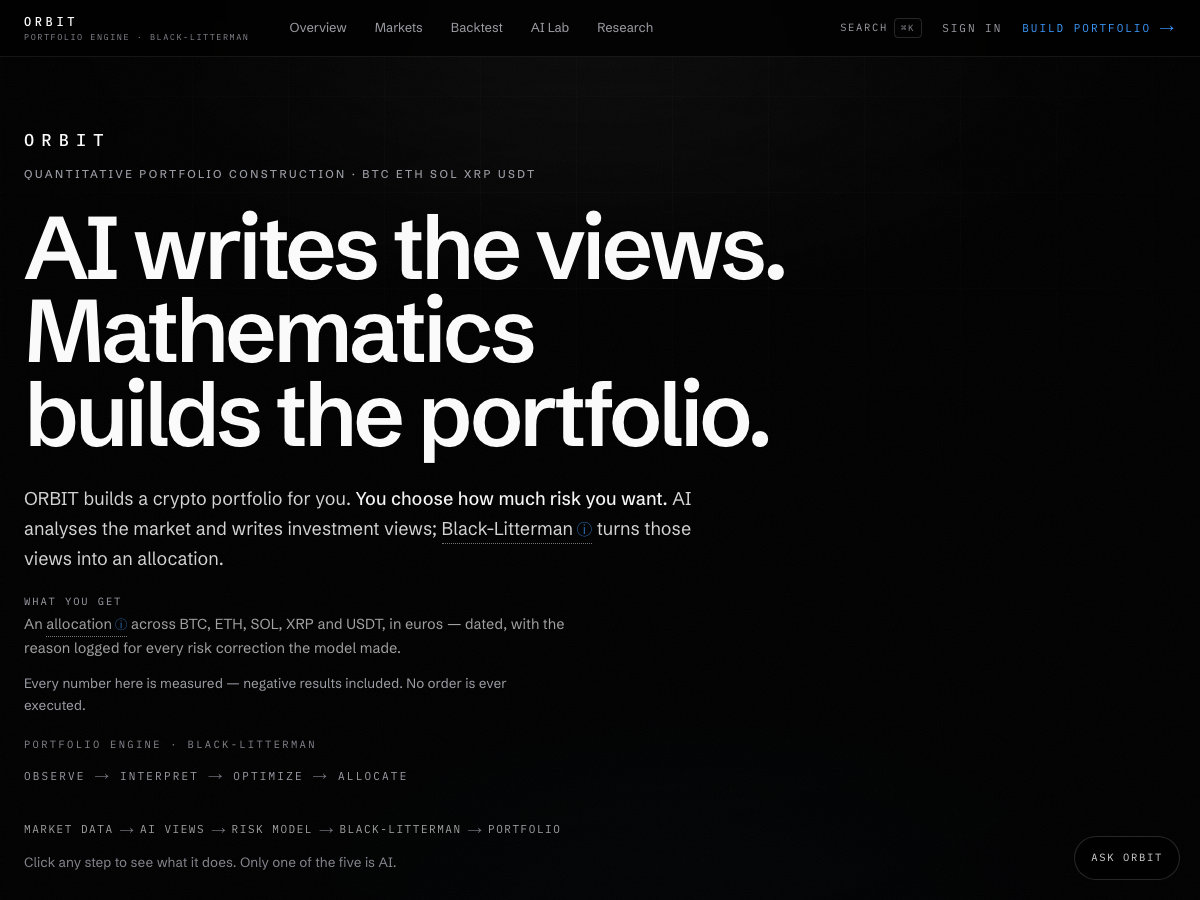 ORBIT
PORTFOLIO ENGINE · BLACK-LITTERMAN
Overview Markets Backtest AI Lab Research
SEARCH ⌘K SIGN IN BUILD PORTFOLIO →
ORBIT
QUANTITATIVE PORTFOLIO CONSTRUCTION · BTC ETH SOL XRP USDT
AI writes the views.
Mathematics
builds the portfolio.
ORBIT builds a crypto portfolio for you. You choose how much risk you want. AI
analyses the market and writes investment views; Black-Litterman ⓘ turns those
views into an allocation.
WHAT YOU GET
An allocation ⓘ across BTC, ETH, SOL, XRP and USDT, in euros — dated, with the
reason logged for every risk correction the model made.
Every number here is measured — negative results included. No order is ever
executed.
PORTFOLIO ENGINE · BLACK-LITTERMAN
OBSERVE → INTERPRET → OPTIMIZE → ALLOCATE
MARKET DATA → AI VIEWS → RISK MODEL → BLACK-LITTERMAN → PORTFOLIO
Click any step to see what it does. Only one of the five is AI.
ASK ORBIT